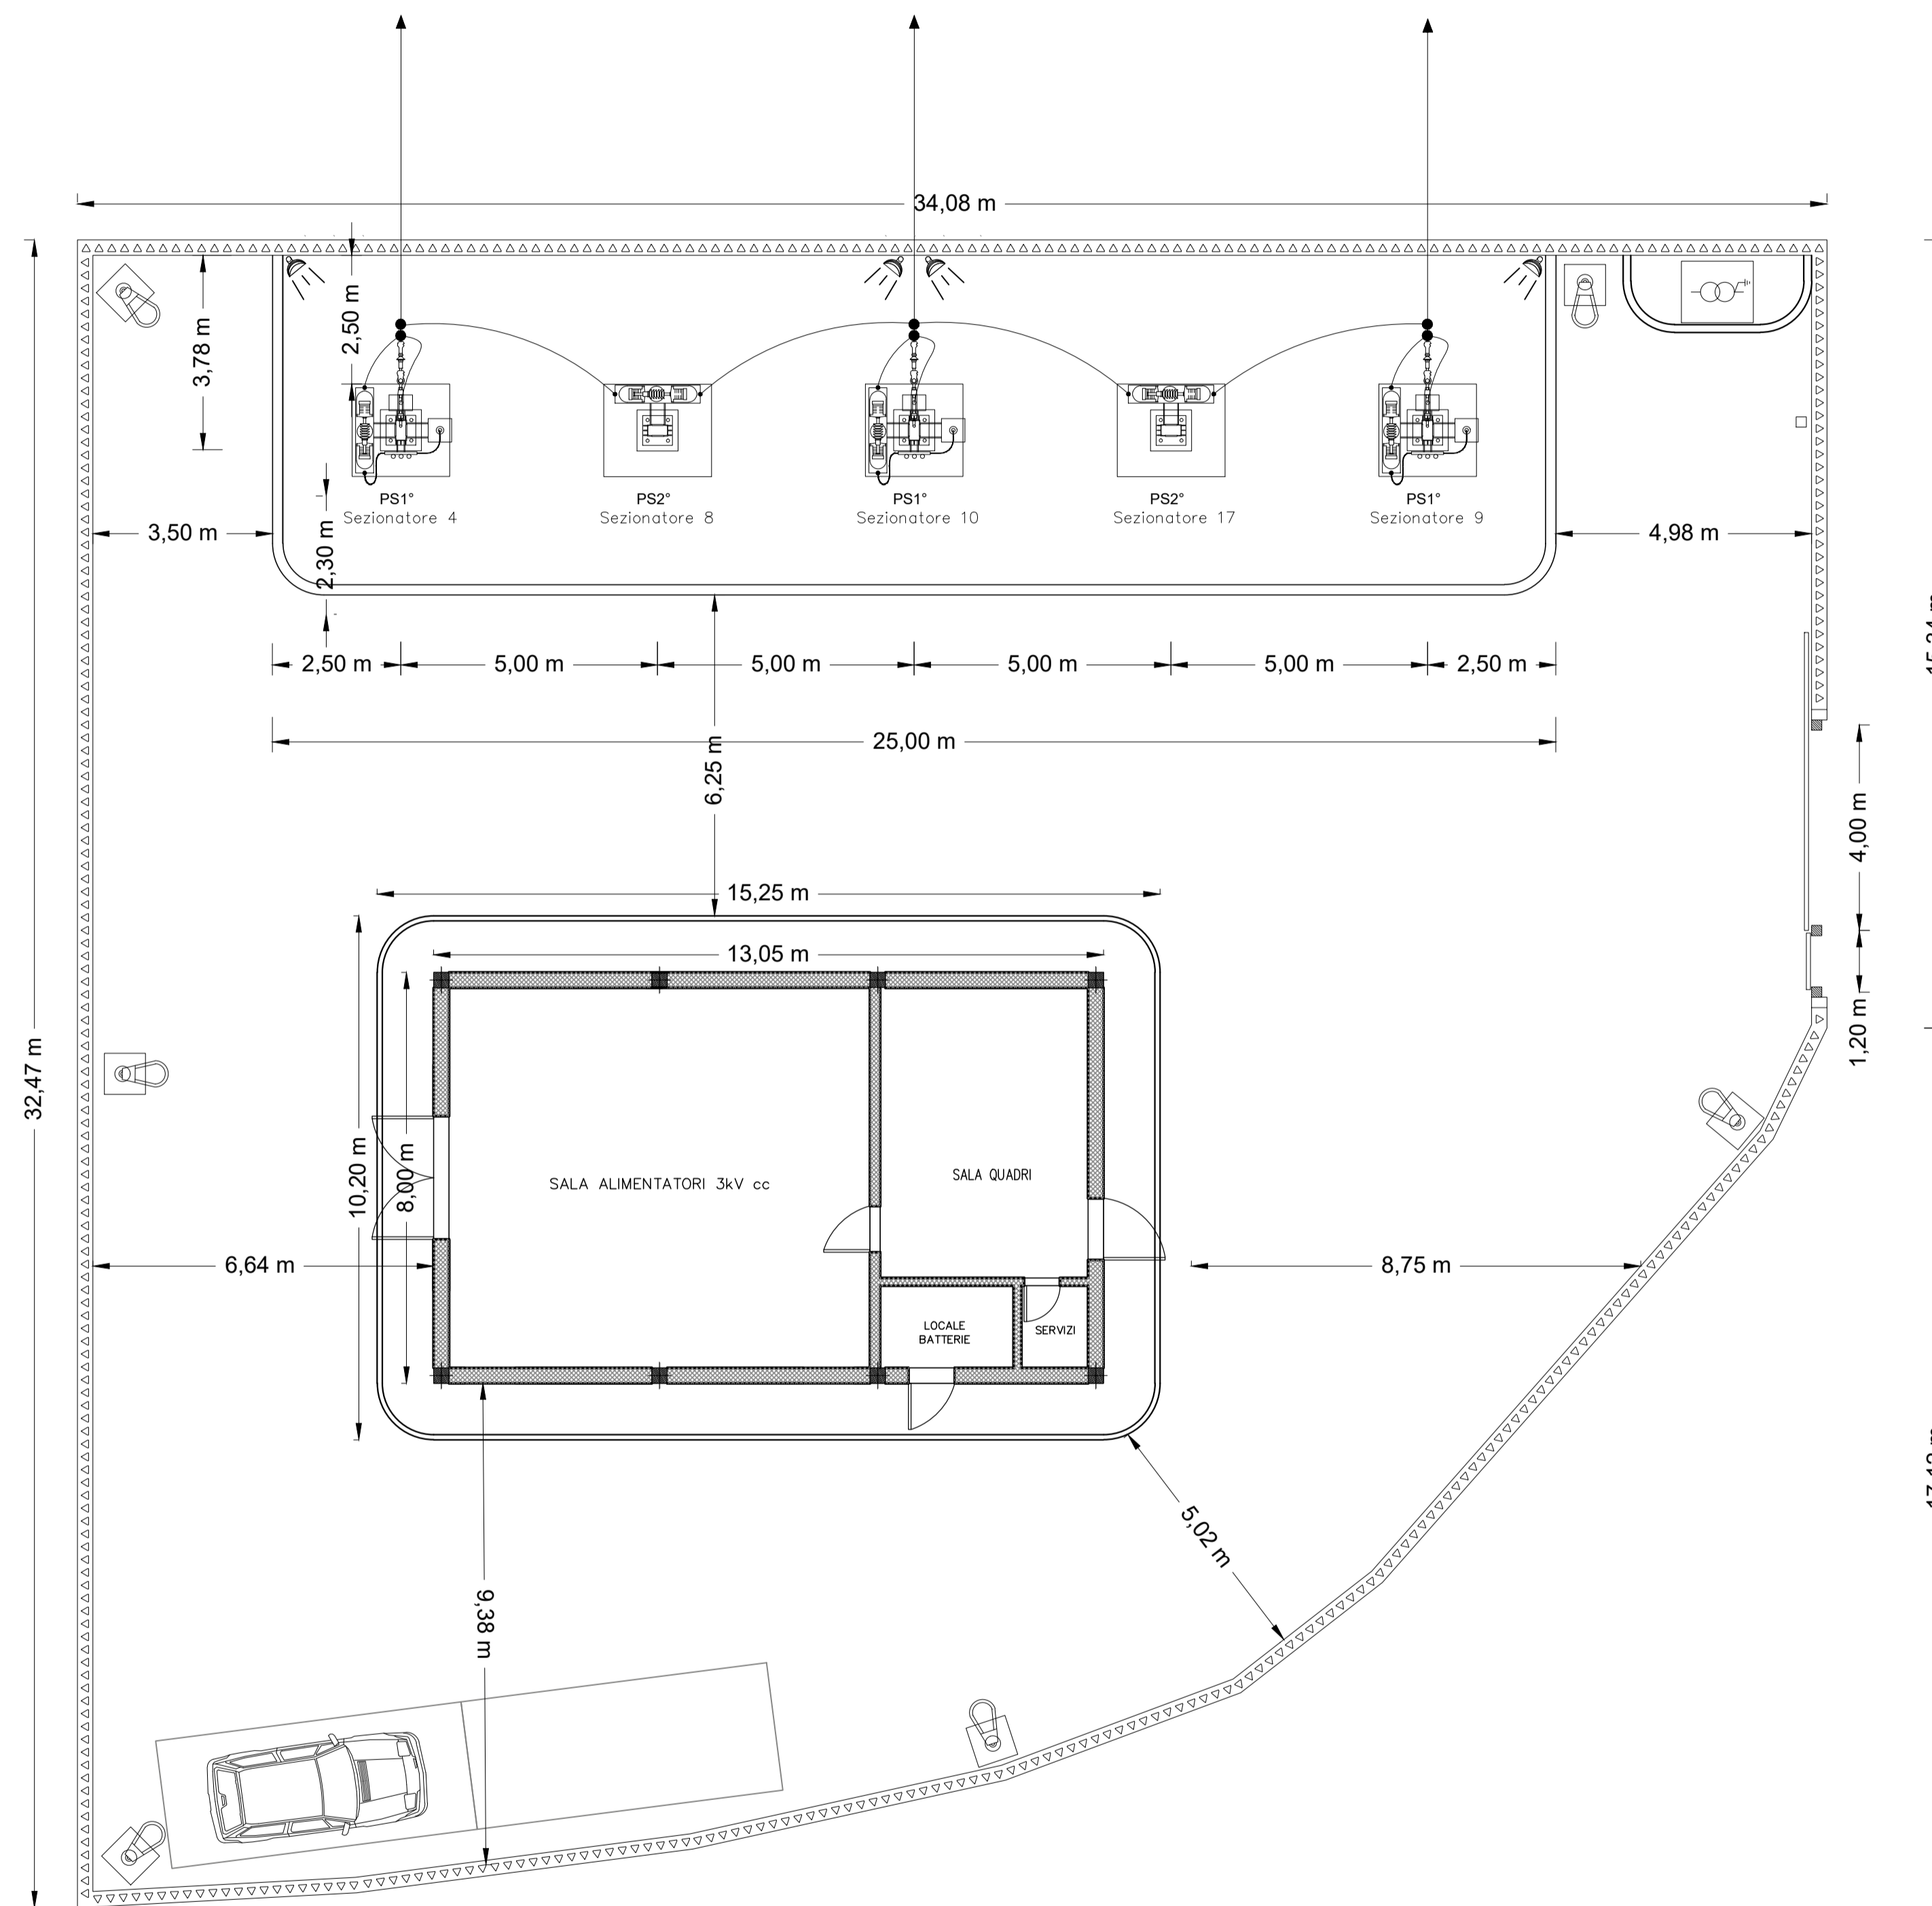 34,08 m
3,78 m
2,50 m
PS1°
Sezionatore 4
PS2°
Sezionatore 8
PS1°
Sezionatore 10
PS2°
Sezionatore 17
PS1°
Sezionatore 9
3,50 m
2,30 m
4,98 m
2,50 m
5,00 m
5,00 m
5,00 m
5,00 m
2,50 m
25,00 m
6,25 m
4,00 m
1,20 m
15,25 m
13,05 m
32,47 m
10,20 m
8,00 m
SALA ALIMENTATORI 3kV cc
SALA QUADRI
6,64 m
8,75 m
LOCALE
BATTERIE
SERVIZI
5,02 m
9,38 m